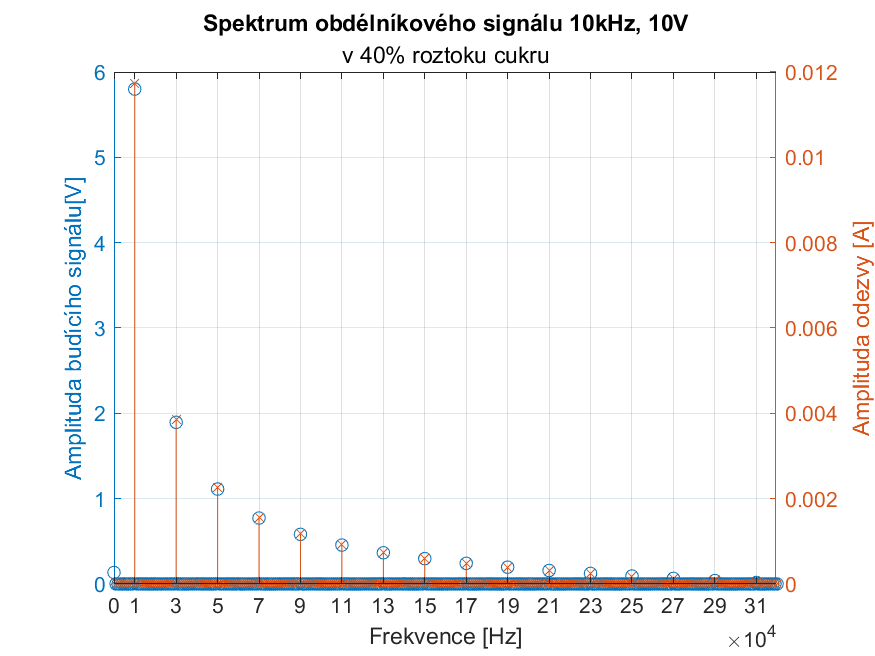 Spektrum obdélníkového signálu 10kHz, 10V
v 40% roztoku cukru
6
5
4
3
2
1
0
Amplituda budícího signálu[V]
0.012
0.01
0.008
0.006
0.004
0.002
0
Amplituda odezvy [A]
0 1 3 5 7 9 11 13 15 17 19 21 23 25 27 29 31
Frekvence [Hz]
×10⁴